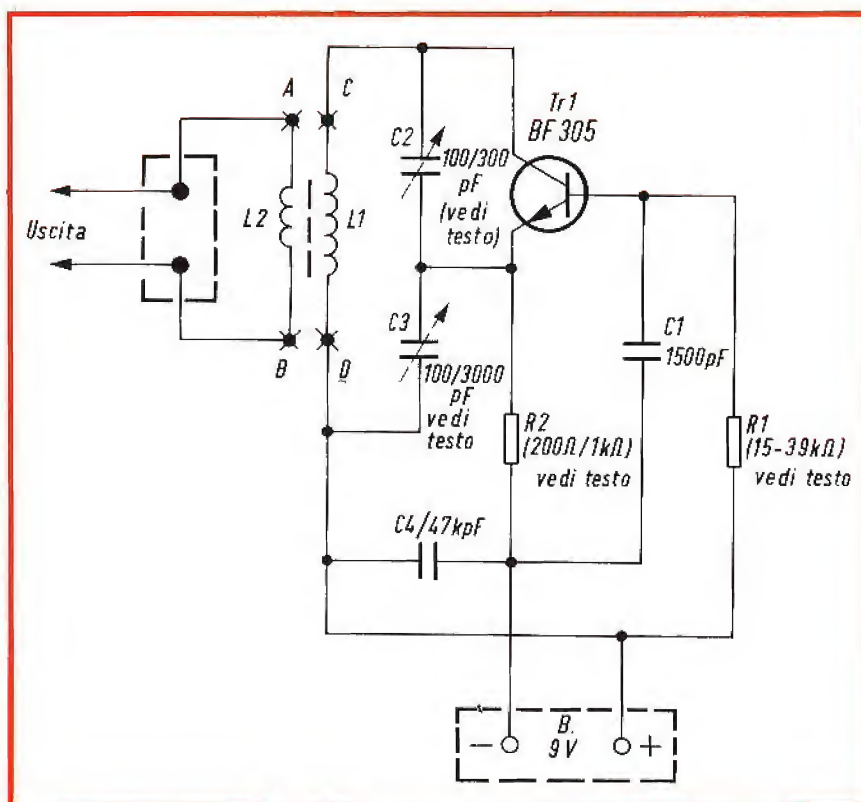 A
C
Tr1
BF 305
C2
100/300
pF
(vedi
testo)
Uscita
L2
L1
C3
C1
1500pF
B
D
100/3000
pF
vedi
testo
R2
(200Ω/1kΩ)
vedi testo
R1
(15-39kΩ)
vedi testo
C4/47kpF
B.
9V
-
+